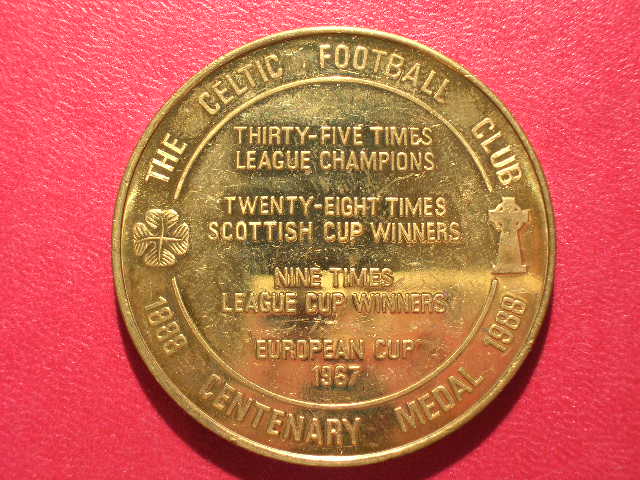 THE CELTIC FOOTBALL CLUB
THIRTY-FIVE TIMES
LEAGUE CHAMPIONS
TWENTY-EIGHT TIMES
SCOTTISH CUP WINNERS
NINE TIMES
LEAGUE CUP WINNERS
EUROPEAN CUP
1967
1888 CENTENARY MEDAL 1988